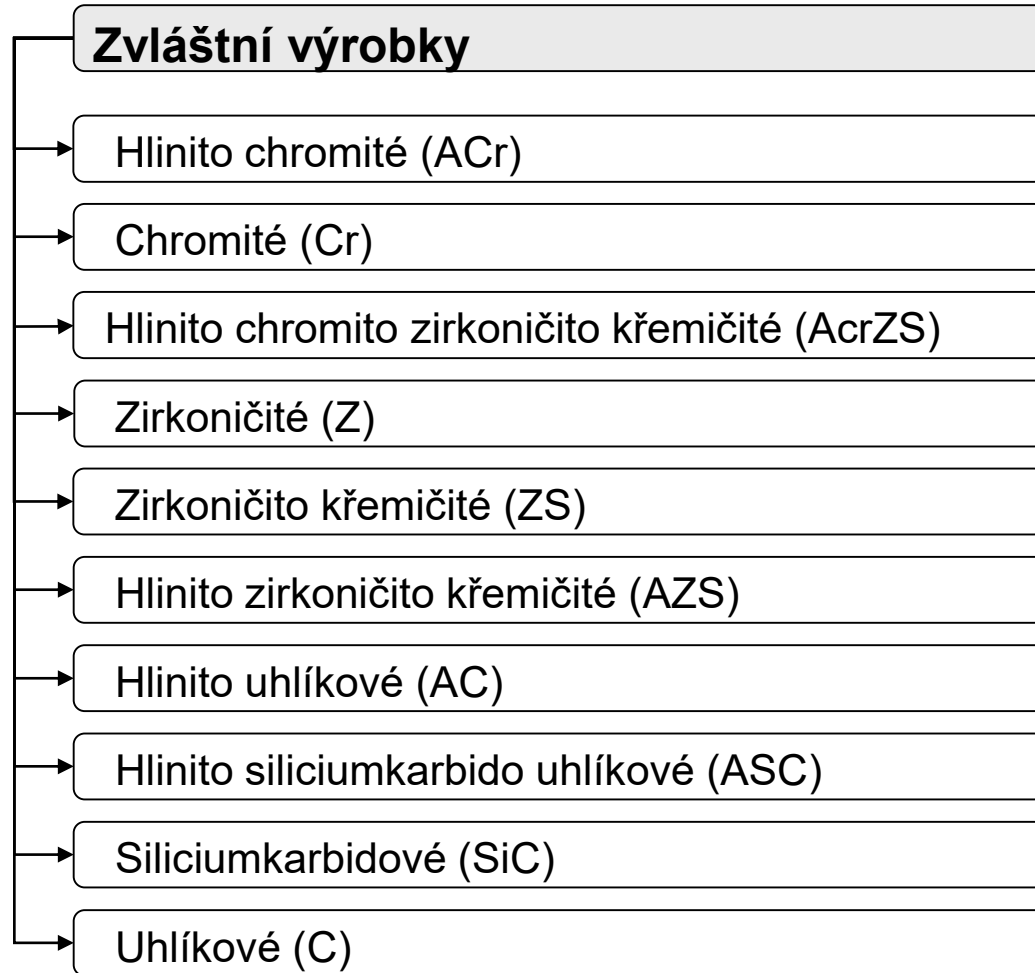 Zvláštní výrobky
Hlinito chromité (ACr)
Chromité (Cr)
Hlinito chromito zirkoničito křemičité (AcrZS)
Zirkoničité (Z)
Zirkoničito křemičité (ZS)
Hlinito zirkoničito křemičité (AZS)
Hlinito uhlíkové (AC)
Hlinito siliciumkarbido uhlíkové (ASC)
Siliciumkarbidové (SiC)
Uhlíkové (C)